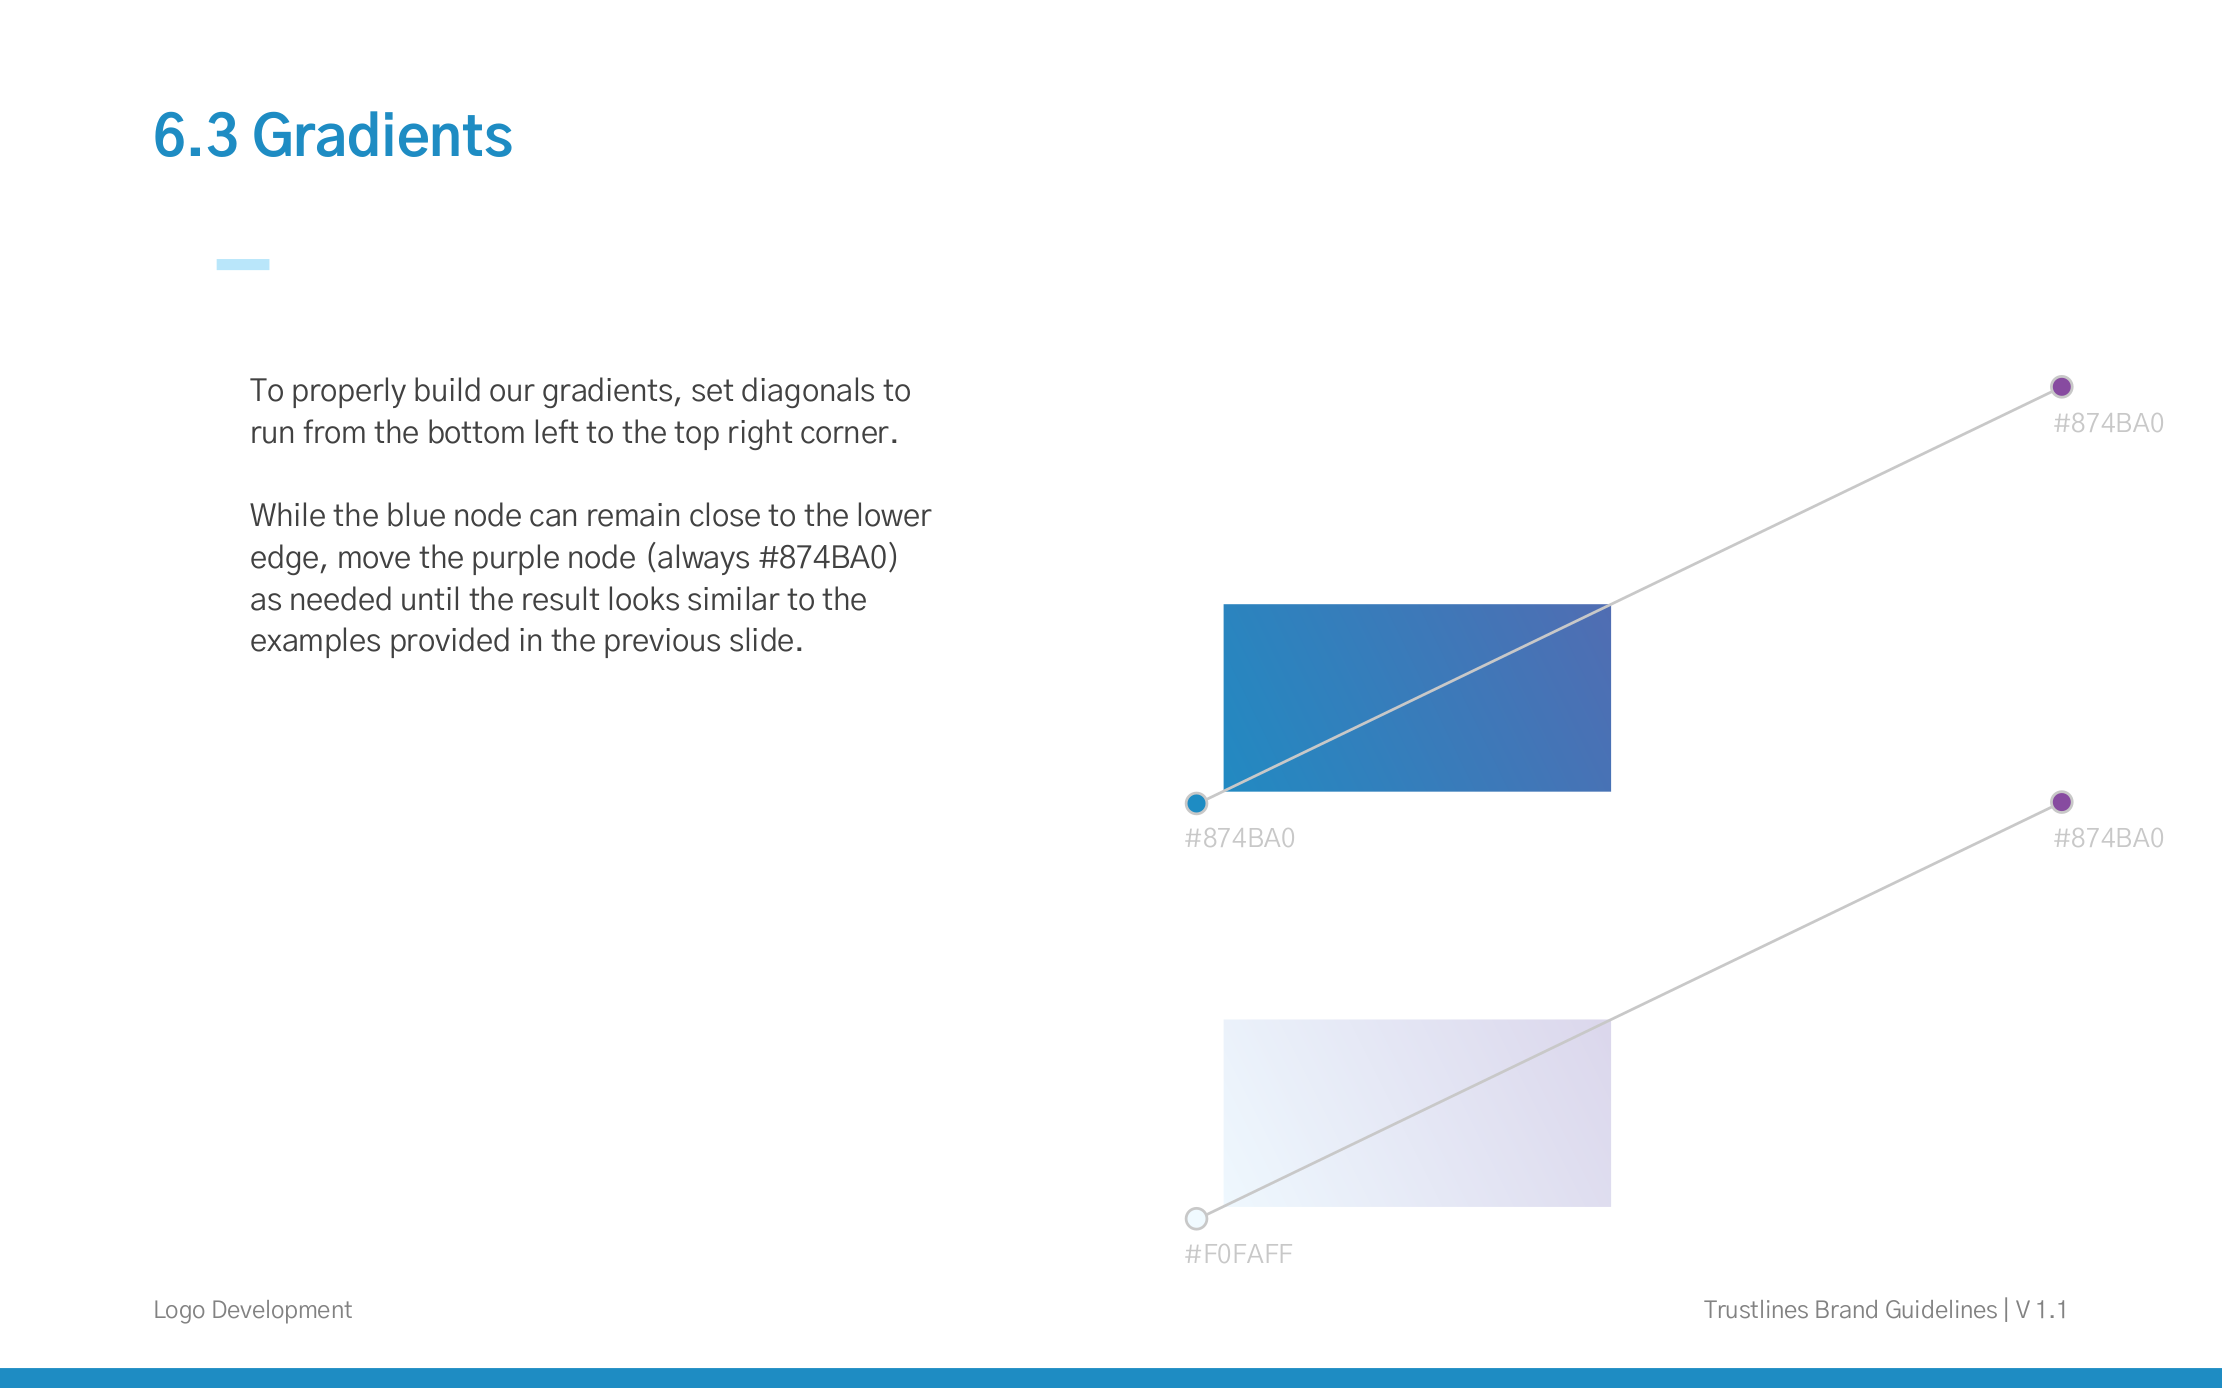 6.3 Gradients
To properly build our gradients, set diagonals to
run from the bottom left to the top right corner.
While the blue node can remain close to the lower
edge, move the purple node (always #874BA0)
as needed until the result looks similar to the
examples provided in the previous slide.
#874BA0
#874BA0
#874BA0
#F0FAFF
Logo Development
Trustlines Brand Guidelines | V 1.1